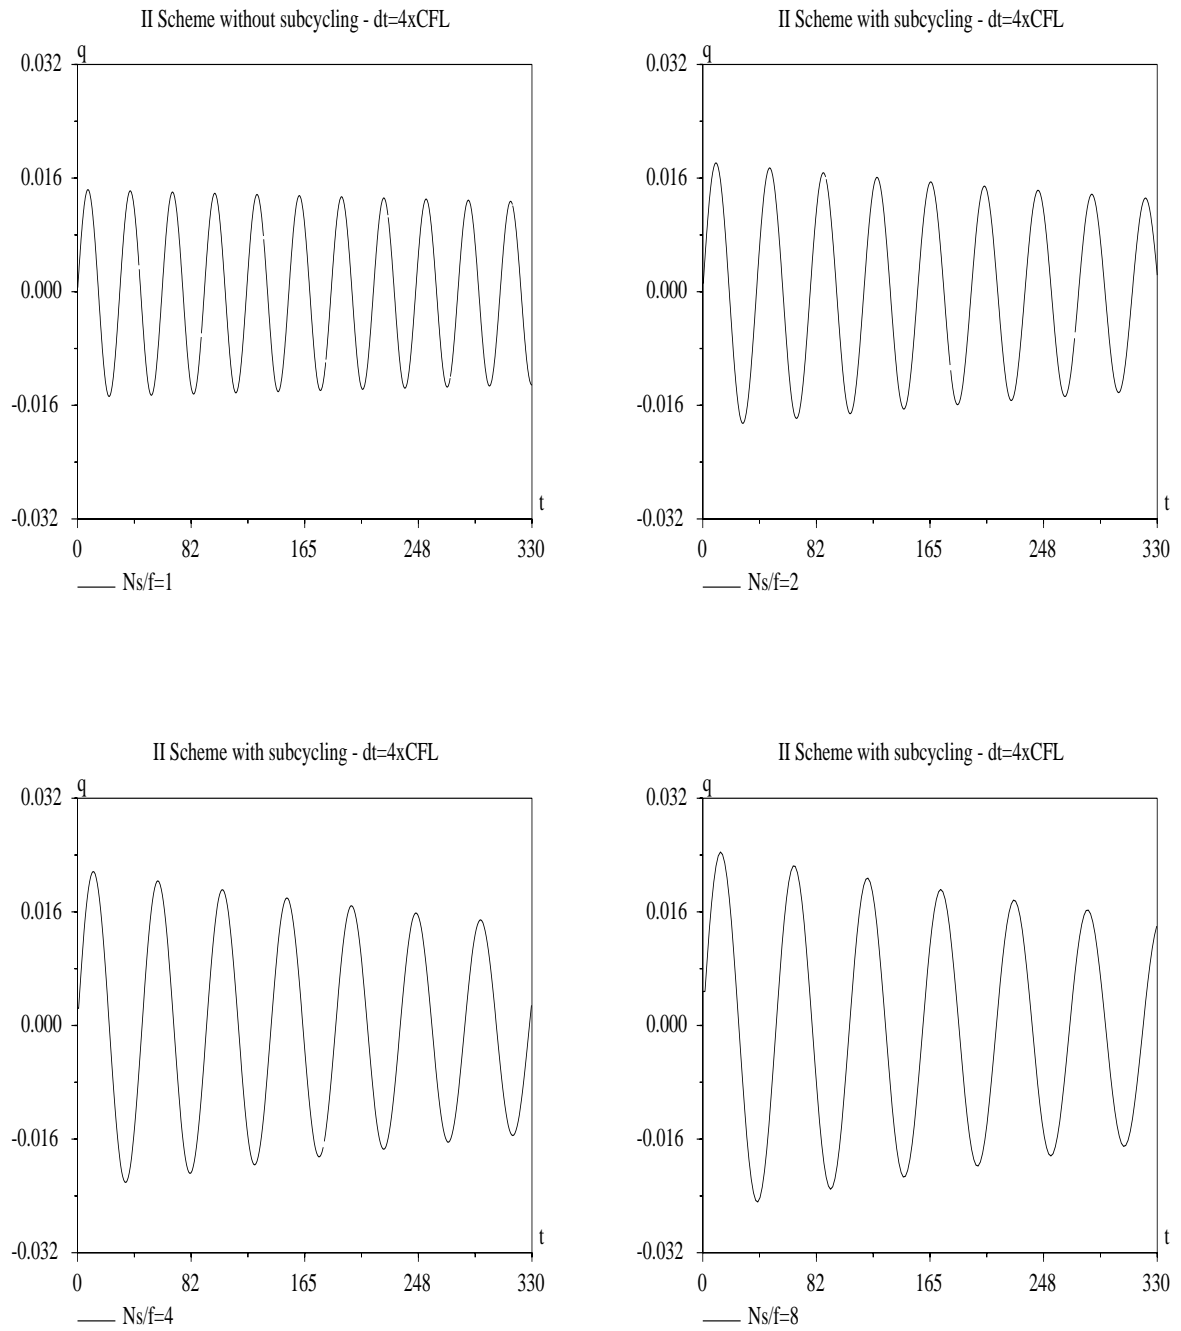 II Scheme without subcycling - dt=4xCFL
q
0.032
0.016
0.000
-0.016
-0.032
t
0 82 165 248 330
Ns/f=1
II Scheme with subcycling - dt=4xCFL
q
0.032
0.016
0.000
-0.016
-0.032
t
0 82 165 248 330
Ns/f=2
II Scheme with subcycling - dt=4xCFL
q
0.032
0.016
0.000
-0.016
-0.032
t
0 82 165 248 330
Ns/f=4
II Scheme with subcycling - dt=4xCFL
q
0.032
0.016
0.000
-0.016
-0.032
t
0 82 165 248 330
Ns/f=8